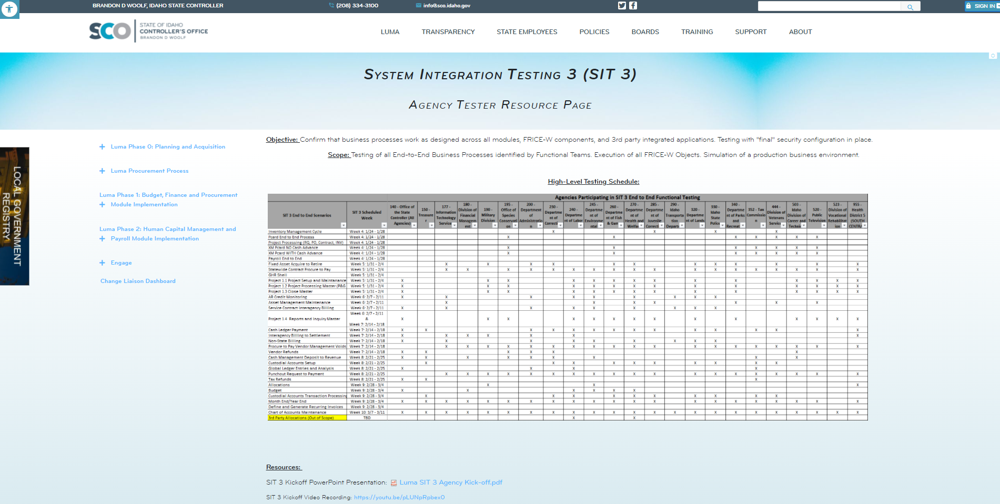 BRANDON D WOOLF, IDAHO STATE CONTROLLER
(208) 334-3100
info@sco.idaho.gov
SIGN IN
SCO STATE OF IDAHO
CONTROLLER'S OFFICE
BRANDON D WOOLF
LUMA TRANSPARENCY STATE EMPLOYEES POLICIES BOARDS TRAINING SUPPORT ABOUT
SYSTEM INTEGRATION TESTING 3 (SIT 3)
AGENCY TESTER RESOURCE PAGE
LOCAL GOVERNMENT
REGISTRY
Luma Phase 0: Planning and Acquisition
Luma Procurement Process
Luma Phase 1: Budget, Finance and Procurement
Module Implementation
Luma Phase 2: Human Capital Management and
Payroll Module Implementation
Engage
Change Liaison Dashboard
Objective: Confirm that business processes work as designed across all modules, FRICE-W components, and 3rd party integrated applications. Testing with "final" security configuration in place.
Scope: Testing of all End-to-End Business Processes identified by Functional Teams. Execution of all FRICE-W Objects. Simulation of a production business environment.
High-Level Testing Schedule:
Agencies Participating in SIT 3 End to End Functional Testing
SIT 3 End to End Scenarios
SIT 3 Scheduled
Week
140 - Office of
the State
Controller (All
Agencies)
150 -
Treasure
r
177 -
Information
Technology
Service
180 -
Division of
Financial
Managem
ent
190 -
Military
Division
195 -
Office of
Species
Conservati
on
200 -
Department
of
Administratio
n
230 -
Departme
nt of
Correcti
240 -
Departme
nt of Labor
245 -
Departme
nt of
Environme
ntal
260 -
Departme
nt of Fish
& Gam
270 -
Departme
nt of
Health and
Welfa
285 -
Departme
nt of
Juvenile
Correcti
290 -
Idaho
Transporta
tion
Departi
320 -
Departme
nt of Lands
330 -
Idaho
State
Police
340 -
Departme
nt of Parks
and
Recreat
352 - Tax
Commissio
n
444 -
Division of
Veterans
Servic
503 -
Idaho
Division of
Career and
Technic
520 -
Public
Television
523 -
Division of
Vocational
Rehabilitat
ion
955 -
Health
District 5
(SOUTH
CENTRA
Inventory Management Cycle Week 4: 1/24 - 1/28 X X X X
Pcard End to End Process Week 4: 1/24 - 1/28 X X X X X X X
Project Processing (RQ, PO, Contract, INV) Week 4: 1/24 - 1/28
XM Pcard NO Cash Advance Week 4: 1/24 - 1/28 X X X X X X X
XM Pcard WITH Cash Advance Week 4: 1/24 - 1/28 X X X X X X X
Payroll End to End Week 4: 1/24 - 1/28
Fixed Asset Acquire to Retire Week 5: 1/31 - 2/4 X X X X X X X X X X X X
Statewide Contract Procure to Pay Week 5: 1/31 - 2/4 X X X X X X X X X X X X X X X X X X
GHR Shell Week 5: 1/31 - 2/4
Project 1.1 Project Setup and Maintanance Week 5: 1/31 - 2/4 X X X X X X X X X X X X X X X
Project 1.2 Project Processing Master (P&G Week 5: 1/31 - 2/4 X X X X X X X X X X X X X X X
Project 1.3 Close Master Week 5: 1/31 - 2/4 X X X X X X X X X X X X X X X
AR Credit Monitoring Week 6: 2/7 - 2/11 X X X X X X X X X
Asset Management Maintenance Week 6: 2/7 - 2/11 X X X X X X X
Service Contract Interagency Billing Week 6: 2/7 - 2/11 X X X X X X X X X
Project 1.4 Reports and Inquiry Master Week 6: 2/7 - 2/11
&
Week 7: 2/14 - 2/18 X X X X X X X X X X X X X X
Cash Ledger Payment Week 7: 2/14 - 2/18 X X X X X X X X X X X X X X
Interagency Billing to Settlement Week 7: 2/14 - 2/18 X X X X X X X
Non-State Billing Week 7: 2/14 - 2/18 X X X X X X X X X
Procure to Pay Vendor Management Voids Week 7: 2/14 - 2/18 X X X X X X X X X X X X X X X X X X X
Vendor Refunds Week 7: 2/14 - 2/18 X X X X X X
Cash Management Deposit to Revenue Week 8: 2/21 - 2/25 X X X X X X X X X
Custodial Accounts Setup Week 8: 2/21 - 2/25 X X X X X X X X X X
Global Ledger Entries and Analysis Week 8: 2/21 - 2/25 X X X X
Punchout Request to Payment Week 8: 2/21 - 2/25 X X X X X X X X X X X X X X X X X X X
Tax Refunds Week 8: 2/21 - 2/25 X X X
Allocations Week 9: 2/28 - 3/4 X X X
Budget Week 9: 2/28 - 3/4 X X X X X X
Custodial Accounts Transaction Processing Week 9: 2/28 - 3/4 X X X X X X X X X X
Month End/Year End Week 9: 2/28 - 3/4 X X X X X X X X X X X X X X X X X X X X X
Define and Generate Recurring Invoices Week 9: 2/28 - 3/4
Chart of Accounts Maintenance Week 10: 3/7 - 3/11 X X X X X X X X X X X X X X X X X X X X X X X
3rd Party Allocations (Out of Scope) TBD X X
Resources:
SIT 3 Kickoff PowerPoint Presentation: Luma SIT 3 Agency Kick-off.pdf
SIT 3 Kickoff Video Recording: https://youtu.be/pLUNpRpbex0